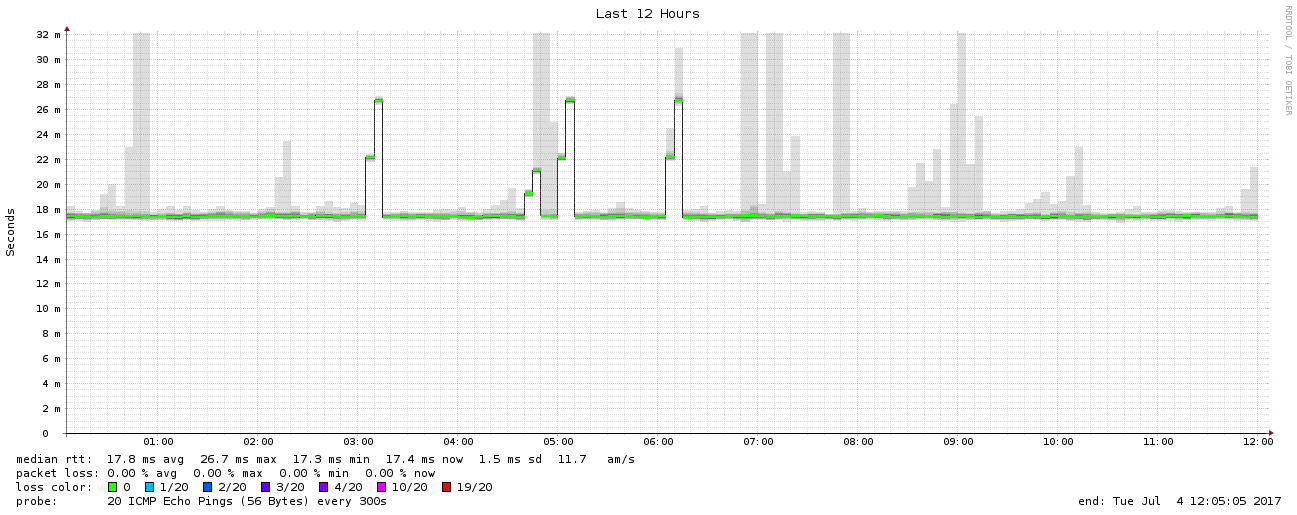 Last 12 Hours
RRDTOOL / TOBI OETIKER
Seconds
32 m
30 m
28 m
26 m
24 m
22 m
20 m
18 m
16 m
14 m
12 m
10 m
8 m
6 m
4 m
2 m
0
01:00 02:00 03:00 04:00 05:00 06:00 07:00 08:00 09:00 10:00 11:00 12:00
median rtt: 17.8 ms avg 26.7 ms max 17.3 ms min 17.4 ms now 1.5 ms sd 11.7 am/s
packet loss: 0.00 % avg 0.00 % max 0.00 % min 0.00 % now
loss color: 0 1/20 2/20 3/20 4/20 10/20 19/20
probe: 20 ICMP Echo Pings (56 Bytes) every 300s end: Tue Jul 4 12:05:05 2017